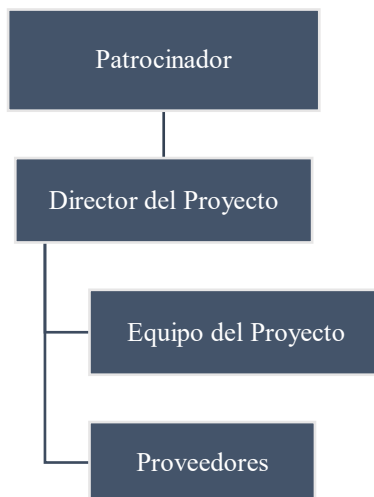 Patrocinador
Director del Proyecto
Equipo del Proyecto
Proveedores